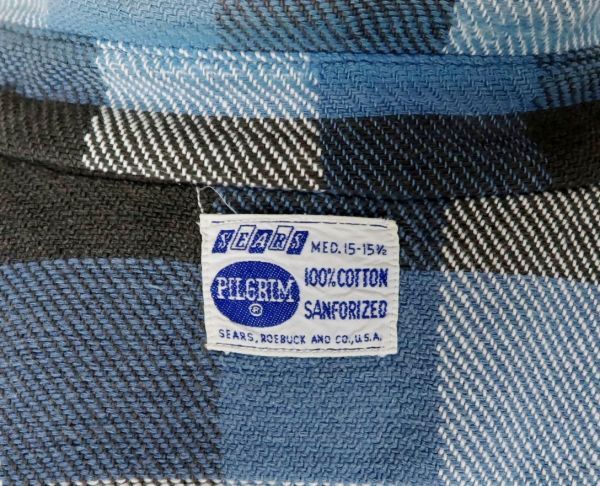 SEARS MED. 15-15½
PILGRIM ® 100% COTTON
SANFORIZED
SEARS, ROEBUCK AND CO., U.S.A.